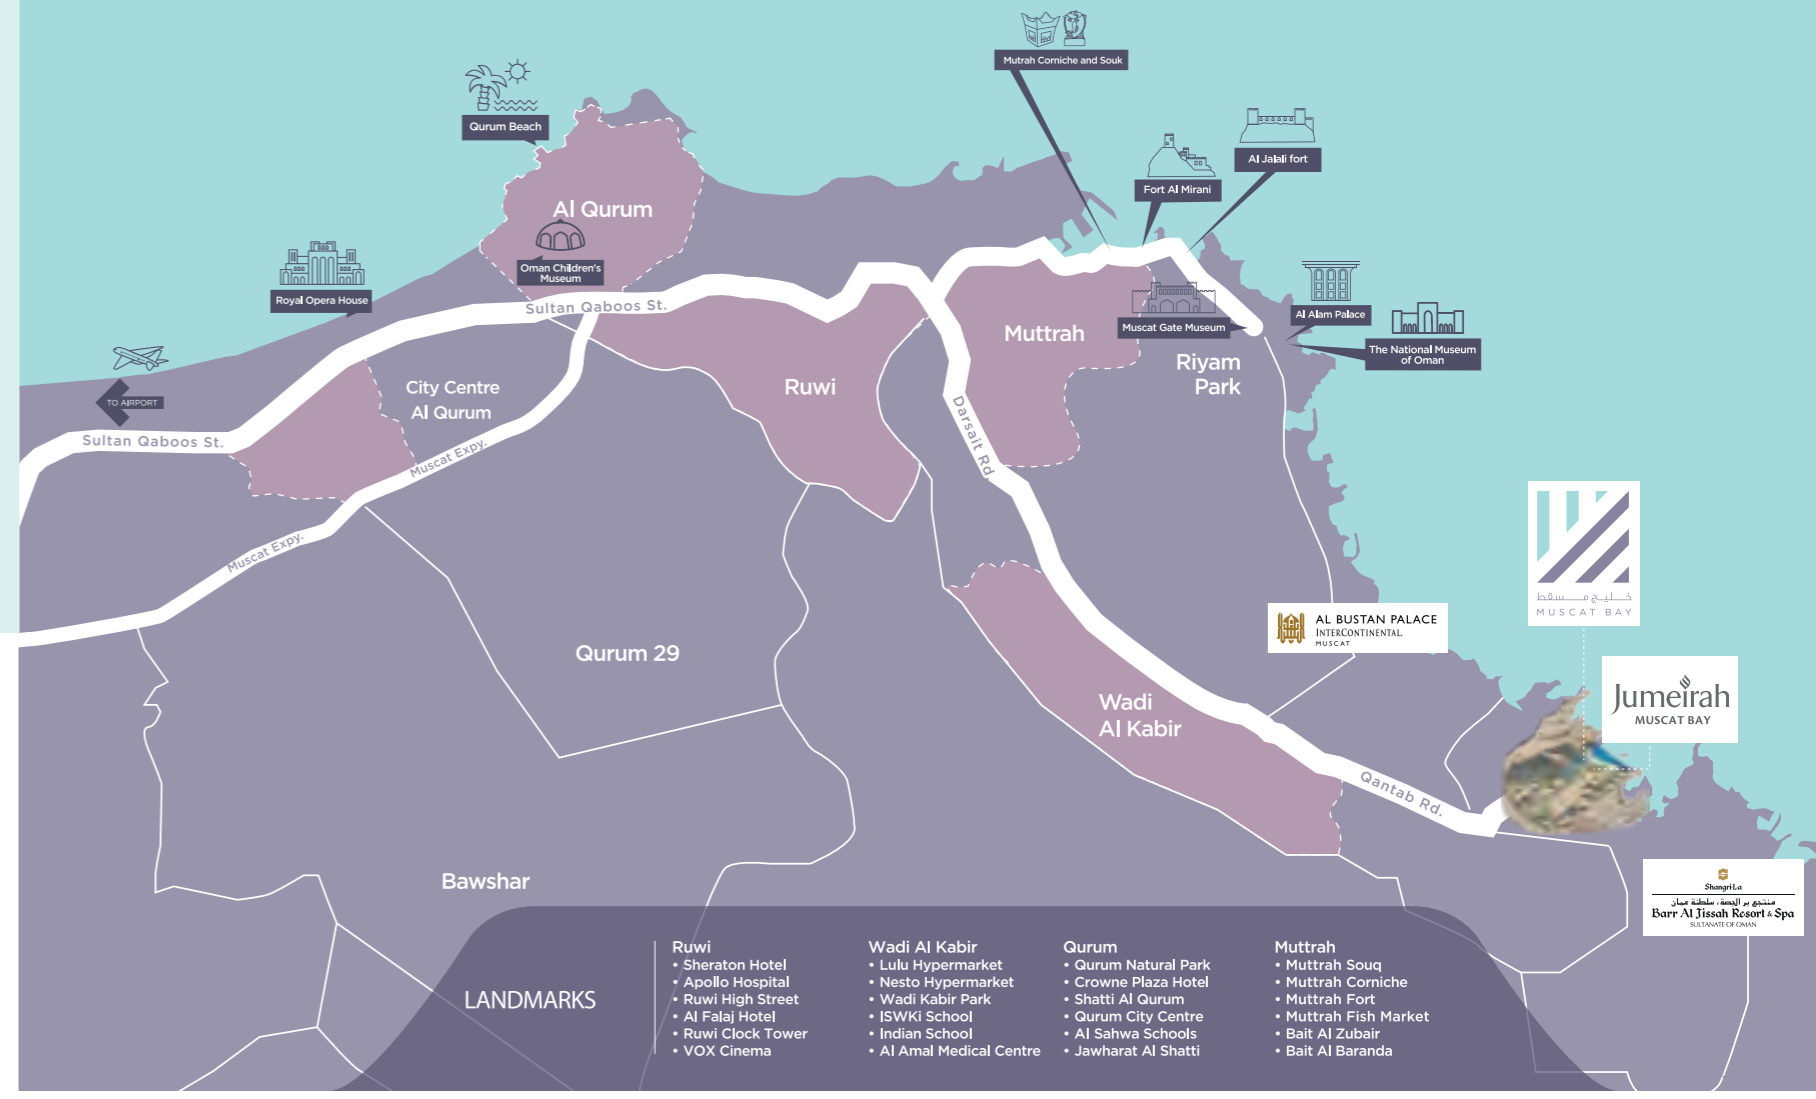 Mutrah Corniche and Souk
Qurum Beach
Al Jalali fort
Fort Al Mirani
Al Qurum
Oman Children's
Museum
Royal Opera House
Sultan Qaboos St.
Al Alam Palace
Muscat Gate Museum
Muttrah
The National Museum
of Oman
Riyam
Park
Ruwi
City Centre
Al Qurum
TO AIRPORT
Sultan Qaboos St.
Darsait Rd
Muscat Expy.
Muscat Expy.
خليج مسقط
MUSCAT BAY
AL BUSTAN PALACE
INTERCONTINENTAL
MUSCAT
Qurum 29
Jumeirah
MUSCAT BAY
Wadi
Al Kabir
Qantab Rd.
Bawshar
Shangri-La
منتجع بر الجصة، سلطنة عمان
Barr Al Jissah Resort & Spa
SULTANATE OF OMAN
LANDMARKS
Ruwi
• Sheraton Hotel
• Apollo Hospital
• Ruwi High Street
• Al Falaj Hotel
• Ruwi Clock Tower
• VOX Cinema
Wadi Al Kabir
• Lulu Hypermarket
• Nesto Hypermarket
• Wadi Kabir Park
• ISWKi School
• Indian School
• Al Amal Medical Centre
Qurum
• Qurum Natural Park
• Crowne Plaza Hotel
• Shatti Al Qurum
• Qurum City Centre
• Al Sahwa Schools
• Jawharat Al Shatti
Muttrah
• Muttrah Souq
• Muttrah Corniche
• Muttrah Fort
• Muttrah Fish Market
• Bait Al Zubair
• Bait Al Baranda